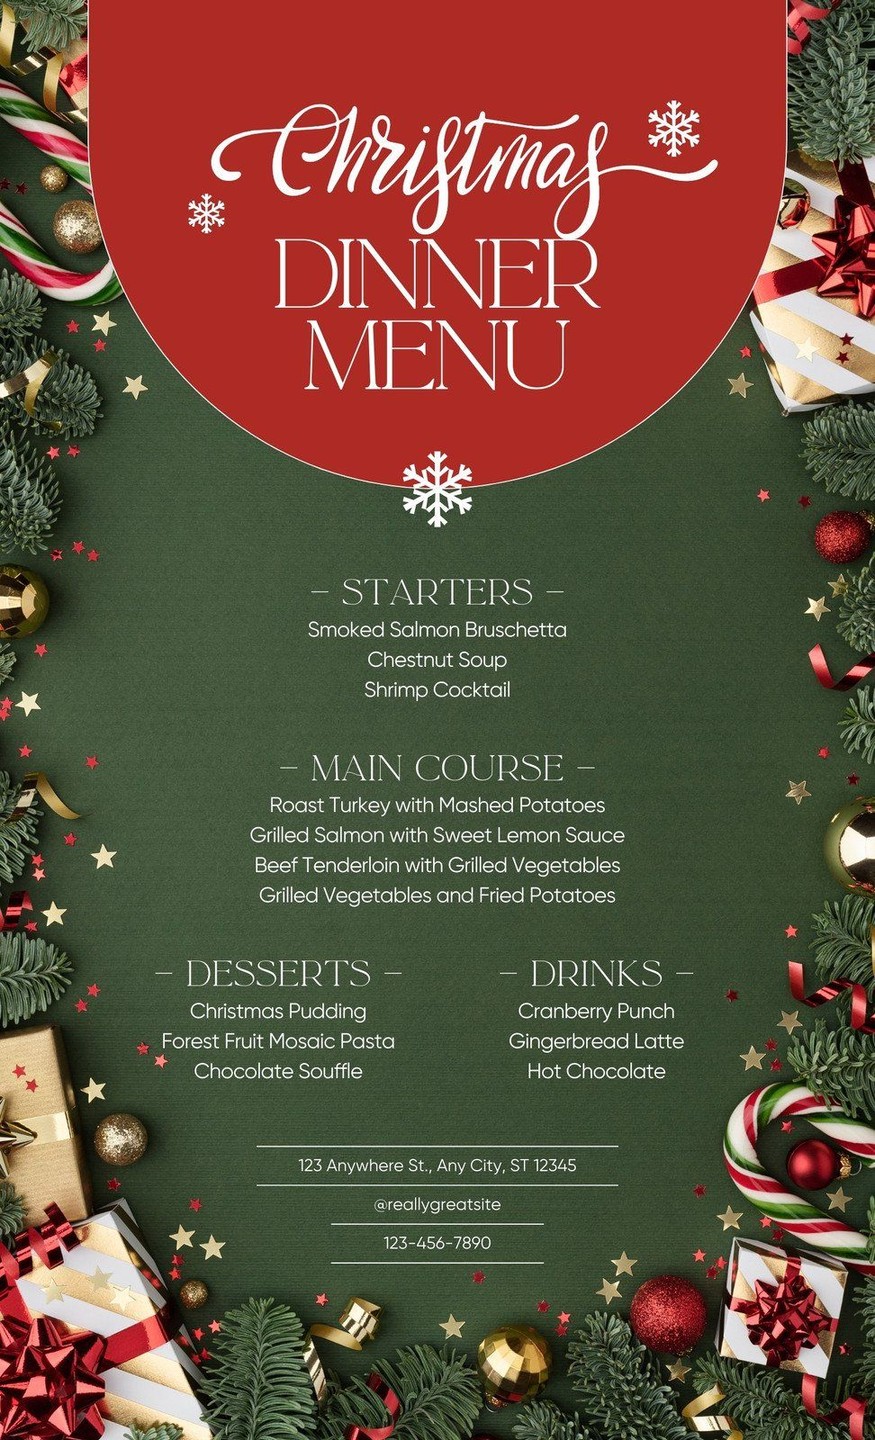 Christmas
DINNER
MENU
– STARTERS –
Smoked Salmon Bruschetta
Chestnut Soup
Shrimp Cocktail
– MAIN COURSE –
Roast Turkey with Mashed Potatoes
Grilled Salmon with Sweet Lemon Sauce
Beef Tenderloin with Grilled Vegetables
Grilled Vegetables and Fried Potatoes
– DESSERTS –
Christmas Pudding
Forest Fruit Mosaic Pasta
Chocolate Souffle
– DRINKS –
Cranberry Punch
Gingerbread Latte
Hot Chocolate
123 Anywhere St., Any City, ST 12345
@reallygreatsite
123-456-7890